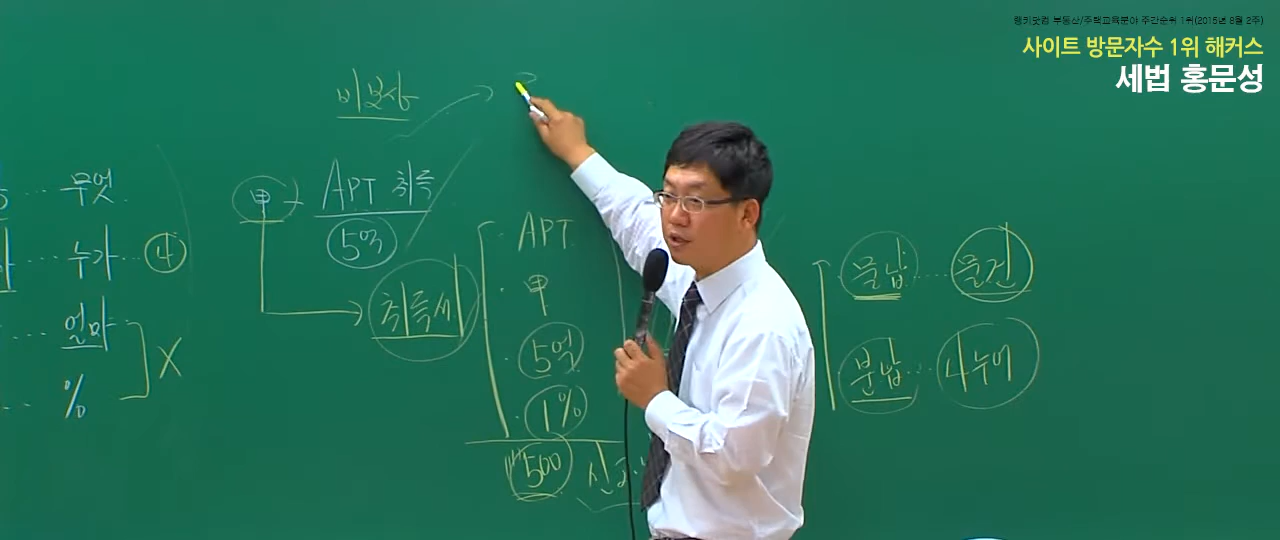 랭키닷컴 부동산/주택교육분야 주간순위 1위(2015년 8월 2주)
사이트 방문자수 1위 해커스
세법 홍문성
비보상
무엇
누가 ④
얼마
%
X
甲
APT 취득
5억
취득세
APT
甲
5억
1%
500
신고
물납 물건
분납 나누어